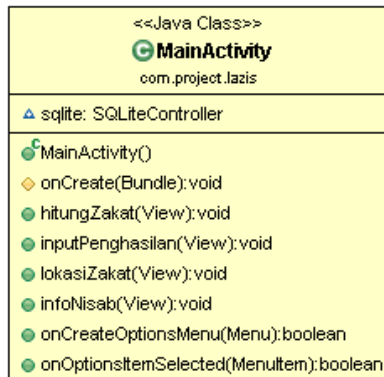 <<Java Class>>
C MainActivity
com.project.lazis
sqlite: SQLiteController
C MainActivity()
onCreate(Bundle):void
hitungZakat(View):void
inputPenghasilan(View):void
lokasiZakat(View):void
infoNisab(View):void
onCreateOptionsMenu(Menu):boolean
onOptionsItemSelected(MenuItem):boolean